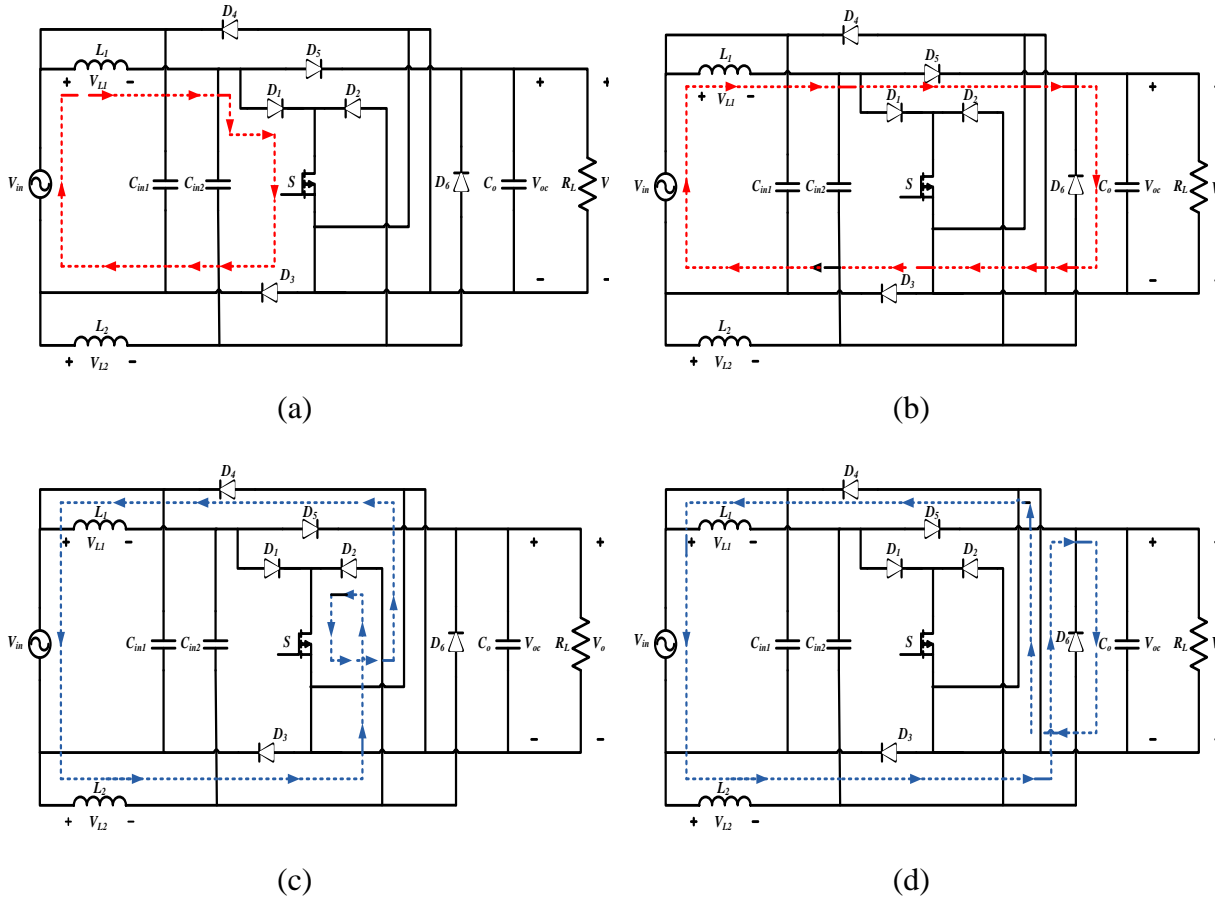 D4
L1 D5
+ VL1 - +
+
D1 D2
Vin Cin1 Cin2 S D6 Co Voc RL V
D3 - -
L2
+ VL2 -
(a)
D4
L1 D5
+ VL1 - +
D1 D2
Vin Cin1 Cin2 S D6 Co Voc RL V
D3 - -
L2
+ VL2 -
(b)
D4
L1 D5
+ VL1 - + +
D1 D2
Vin Cin1 Cin2 S D6 Co Voc RL Vo
D3 - -
L2
+ VL2 -
(c)
D4
L1 D5
+ VL1 - +
D1 D2
Vin Cin1 Cin2 S D6 Co Voc RL V
D3 - -
L2
+ VL2 -
(d)